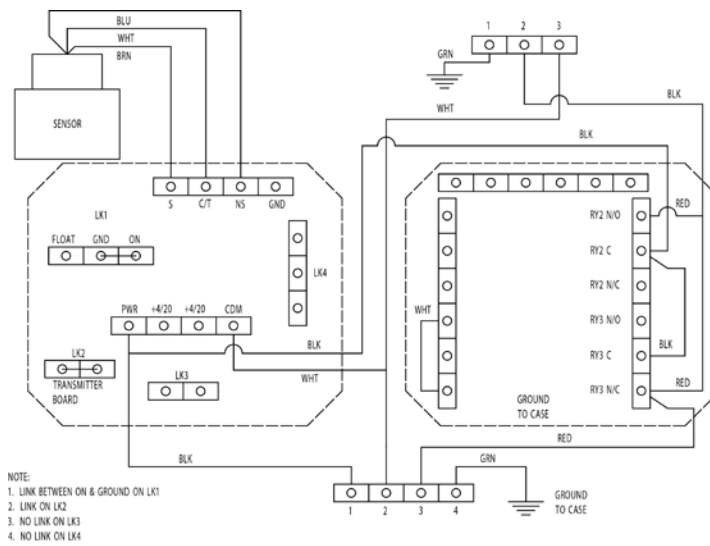 BLU
WHT
BRN
SENSOR
1 2 3
GRN
WHT
BLK
BLK
S C/T NS GND
LK1
FLOAT GND ON
LK4
PWR +4/20 +4/20 CDM
BLK
WHT
LK2
TRANSMITTER
BOARD
LK3
RY2 N/O
RED
RY2 C
RY2 N/C
WHT
RY3 N/O
BLK
RY3 C
RY3 N/C
RED
GROUND
TO CASE
RED
BLK
GRN
1 2 3 4
GROUND
TO CASE
NOTE:
1. LINK BETWEEN ON & GROUND ON LK1
2. LINK ON LK2
3. NO LINK ON LK3
4. NO LINK ON LK4